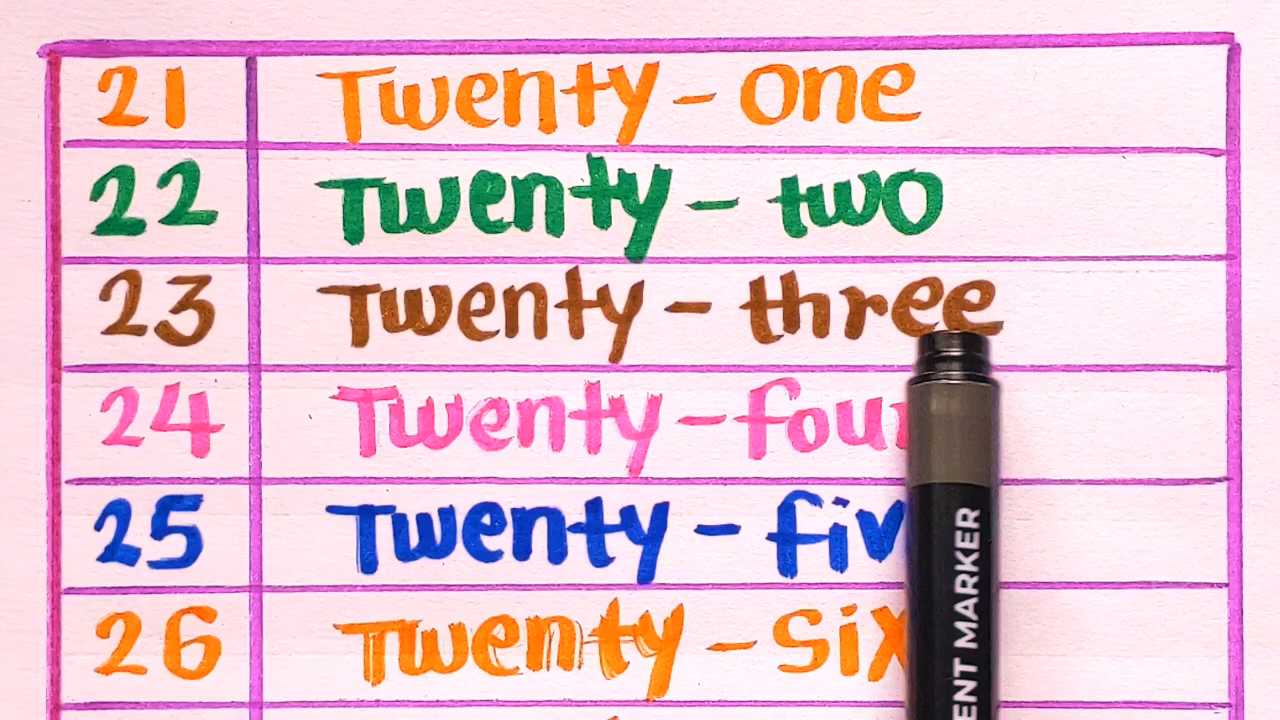 21 Twenty - one
22 Twenty - two
23 Twenty - three
24 Twenty - four
25 Twenty - fiv
26 Twenty - six
ENT MARKER